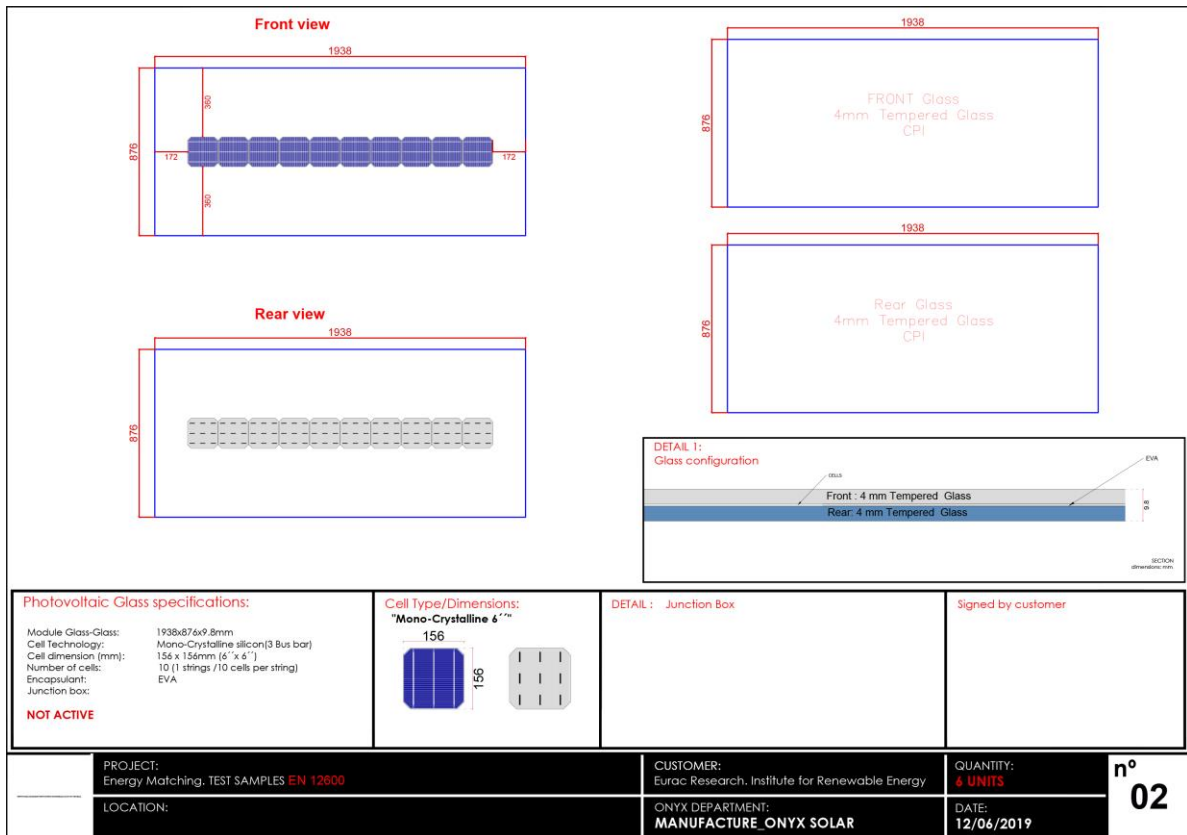 Front view
1938
876
360
172
172
360
1938
876
FRONT Glass
4mm Tempered Glass
CPI
Rear view
1938
876
1938
876
Rear Glass
4mm Tempered Glass
CPI
DETAIL 1:
Glass configuration
CELLS
EVA
Front : 4 mm Tempered Glass
Rear: 4 mm Tempered Glass
9.8
SECTION
dimensions: mm
Photovoltaic Glass specifications:
Module Glass-Glass: 1938x876x9.8mm
Cell Technology: Mono-Crystalline silicon(3 Bus bar)
Cell dimension (mm): 156 x 156mm (6´´x 6´´)
Number of cells: 10 (1 strings /10 cells per string)
Encapsulant: EVA
Junction box:
NOT ACTIVE
Cell Type/Dimensions:
"Mono-Crystalline 6´´"
156
156
DETAIL : Junction Box
Signed by customer
PROJECT:
Energy Matching. TEST SAMPLES EN 12600
LOCATION:
CUSTOMER:
Eurac Research. Institute for Renewable Energy
ONYX DEPARTMENT:
MANUFACTURE_ONYX SOLAR
QUANTITY:
6 UNITS
DATE:
12/06/2019
nº
02